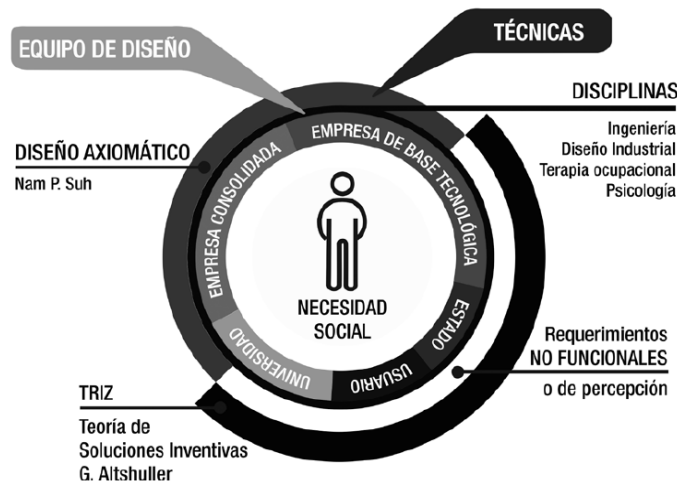 EQUIPO DE DISEÑO
TÉCNICAS
DISCIPLINAS
Ingeniería
Diseño Industrial
Terapia ocupacional
Psicología
DISEÑO AXIOMÁTICO
Nam P. Suh
EMPRESA CONSOLIDADA
EMPRESA DE BASE TECNOLÓGICA
ESTADO
USUARIO
UNIVERSIDAD
NECESIDAD
SOCIAL
Requerimientos
NO FUNCIONALES
o de percepción
TRIZ
Teoría de
Soluciones Inventivas
G. Altshuller